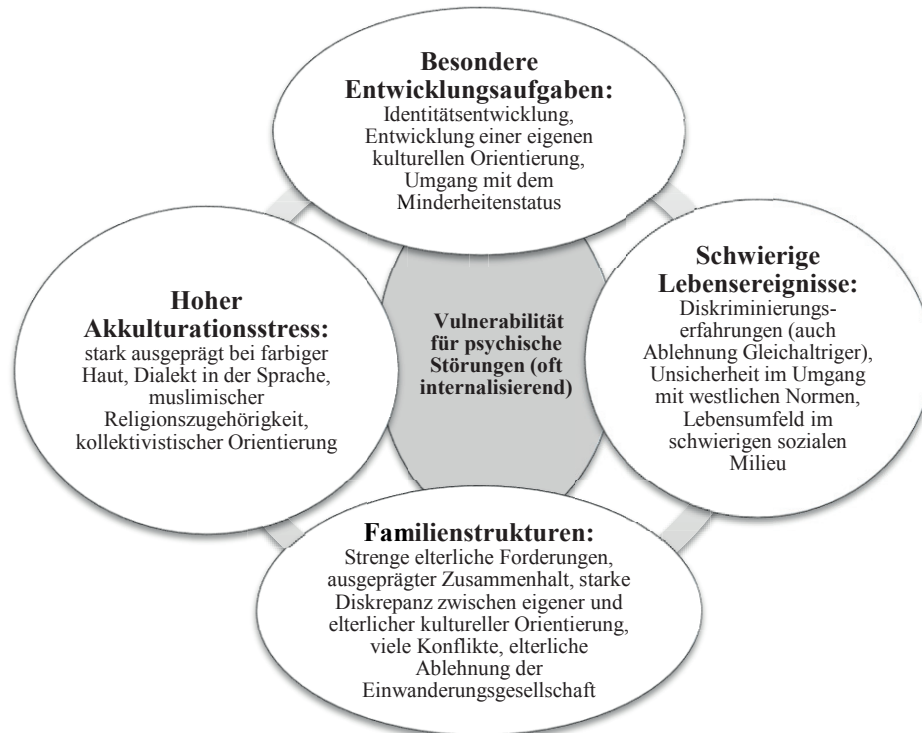 Besondere
Entwicklungsaufgaben:
Identitätsentwicklung,
Entwicklung einer eigenen
kulturellen Orientierung,
Umgang mit dem
Minderheitenstatus
Hoher
Akkulturationsstress:
stark ausgeprägt bei farbiger
Haut, Dialekt in der Sprache,
muslimischer
Religionszugehörigkeit,
kollektivistischer Orientierung
Vulnerabilität
für psychische
Störungen (oft
internalisierend)
Schwierige
Lebensereignisse:
Diskriminierungs-
erfahrungen (auch
Ablehnung Gleichaltriger),
Unsicherheit im Umgang
mit westlichen Normen,
Lebensumfeld im
schwierigen sozialen
Milieu
Familienstrukturen:
Strenge elterliche Forderungen,
ausgeprägter Zusammenhalt, starke
Diskrepanz zwischen eigener und
elterlicher kultureller Orientierung,
viele Konflikte, elterliche
Ablehnung der
Einwanderungsgesellschaft